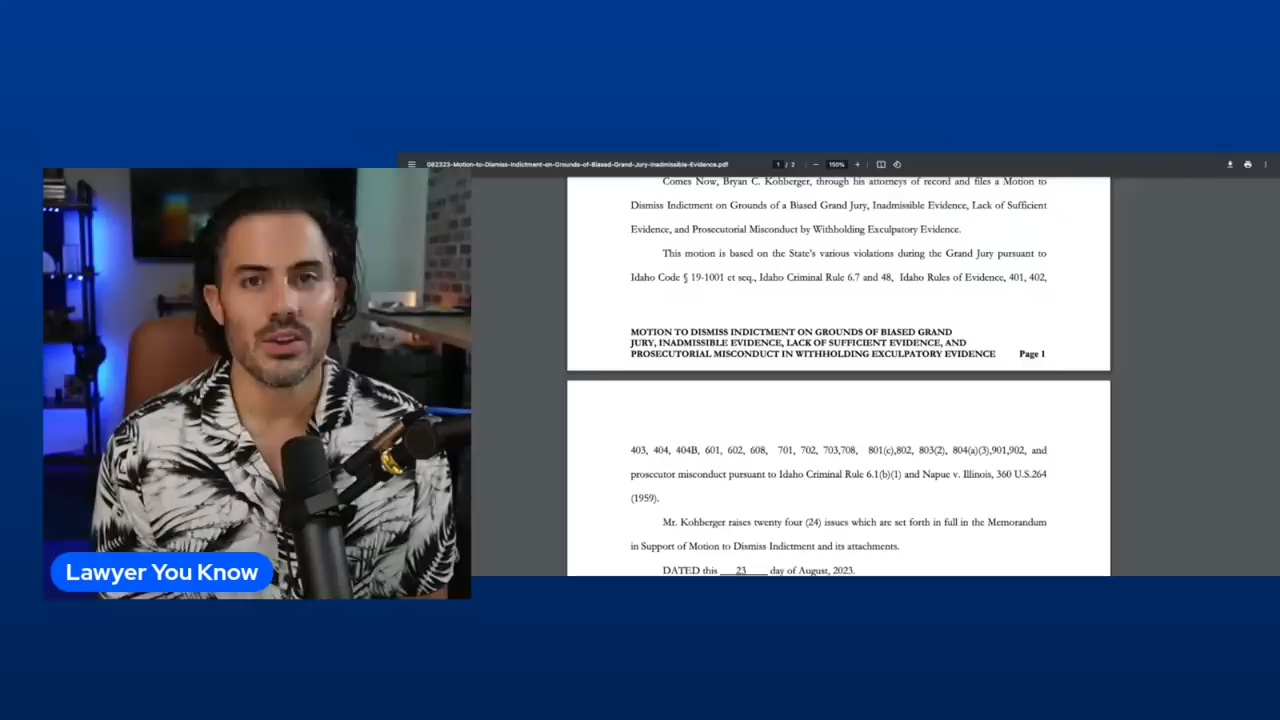 082323-Motion-to-Dismiss-Indictment-on-Grounds-of-Biased-Grand-Jury-Inadmissible-Evidence.pdf
1 / 2
150%
Comes Now, Bryan C. Kohberger, through his attorneys of record and files a Motion to
Dismiss Indictment on Grounds of a Biased Grand Jury, Inadmissible Evidence, Lack of Sufficient
Evidence, and Prosecutorial Misconduct by Withholding Exculpatory Evidence.
This motion is based on the State's various violations during the Grand Jury pursuant to
Idaho Code § 19-1001 et seq., Idaho Criminal Rule 6.7 and 48, Idaho Rules of Evidence, 401, 402,
MOTION TO DISMISS INDICTMENT ON GROUNDS OF BIASED GRAND
JURY, INADMISSIBLE EVIDENCE, LACK OF SUFFICIENT EVIDENCE, AND
PROSECUTORIAL MISCONDUCT IN WITHHOLDING EXCULPATORY EVIDENCE Page 1
403, 404, 404B, 601, 602, 608, 701, 702, 703,708, 801(c),802, 803(2), 804(a)(3),901,902, and
prosecutor misconduct pursuant to Idaho Criminal Rule 6.1(b)(1) and Napue v. Illinois, 360 U.S.264
(1959).
Mr. Kohberger raises twenty four (24) issues which are set forth in full in the Memorandum
in Support of Motion to Dismiss Indictment and its attachments.
DATED this 23 day of August, 2023.
Lawyer You Know